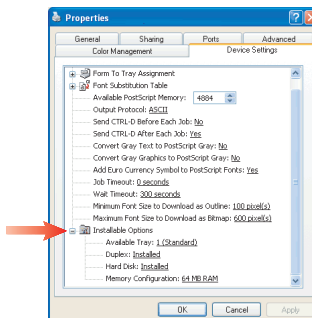 Properties
General Sharing Ports Advanced
Color Management Device Settings
Form To Tray Assignment
Font Substitution Table
Available PostScript Memory: 4884
Output Protocol: ASCII
Send CTRL-D Before Each Job: No
Send CTRL-D After Each Job: Yes
Convert Gray Text to PostScript Gray: No
Convert Gray Graphics to PostScript Gray: No
Add Euro Currency Symbol to PostScript Fonts: Yes
Job Timeout: 0 seconds
Wait Timeout: 300 seconds
Minimum Font Size to Download as Outline: 100 pixel(s)
Maximum Font Size to Download as Bitmap: 600 pixel(s)
Installable Options
Available Tray: 1 (Standard)
Duplex: Installed
Hard Disk: Installed
Memory Configuration: 64 MB RAM
OK Cancel Apply